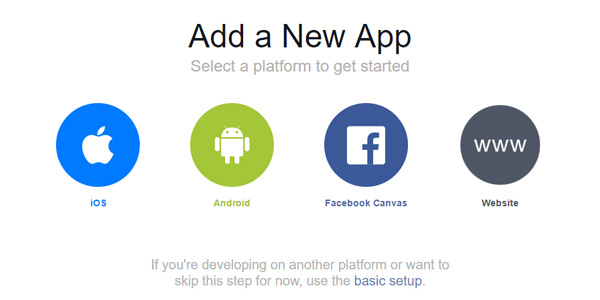 Add a New App
Select a platform to get started
www
iOS
Android
Facebook Canvas
Website
If you're developing on another platform or want to
skip this step for now, use the basic setup.